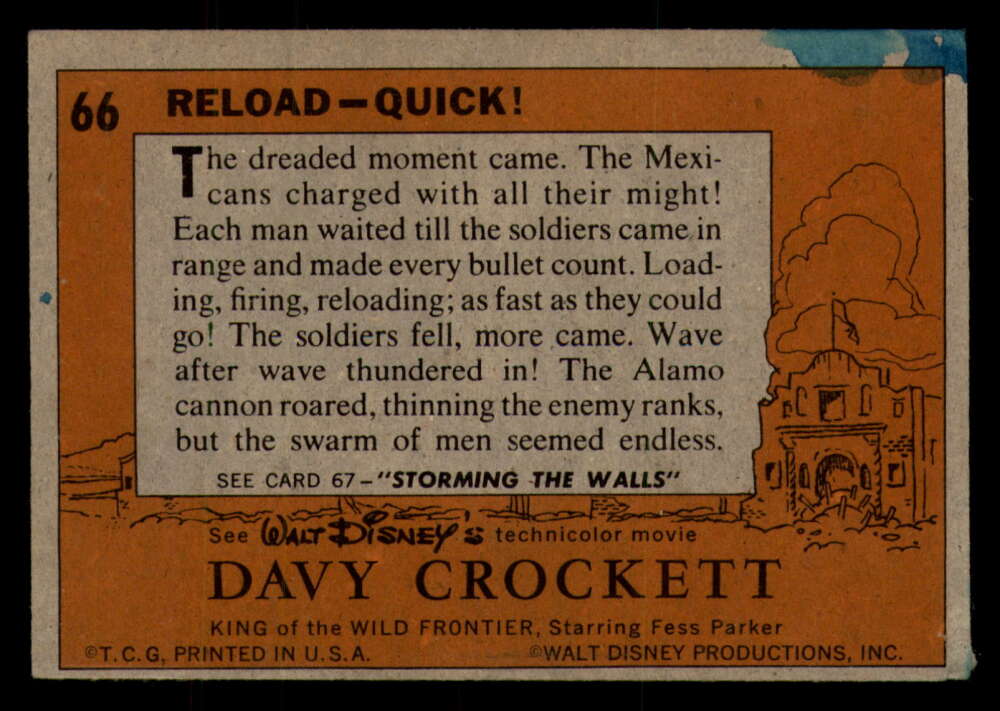 66 RELOAD—QUICK!
The dreaded moment came. The Mexi-
cans charged with all their might!
Each man waited till the soldiers came in
range and made every bullet count. Load-
ing, firing, reloading; as fast as they could
go! The soldiers fell, more came. Wave
after wave thundered in! The Alamo
cannon roared, thinning the enemy ranks,
but the swarm of men seemed endless.
SEE CARD 67—"STORMING THE WALLS"
See WALT DISNEY's technicolor movie
DAVY CROCKETT
KING of the WILD FRONTIER, Starring Fess Parker
©T.C.G, PRINTED IN U.S.A. ©WALT DISNEY PRODUCTIONS, INC.